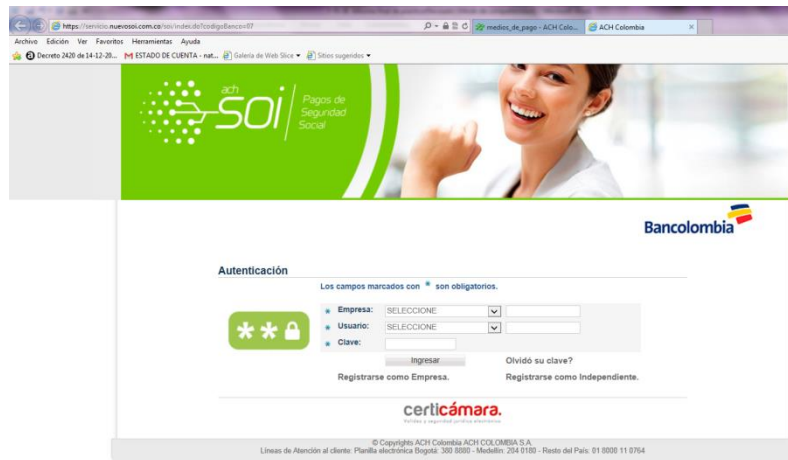 https://servicio.nuevosoi.com.co/soi/index.do?codigoBanco=07
medios_de_pago - ACH Colo...
ACH Colombia
Archivo Edición Ver Favoritos Herramientas Ayuda
Decreto 2420 de 14-12-20... ESTADO DE CUENTA - nat... Galería de Web Slice Sitios sugeridos
ach
SOI
Pagos de
Seguridad
Social
Bancolombia
Autenticación
Los campos marcados con * son obligatorios.
* Empresa: SELECCIONE
* Usuario: SELECCIONE
* Clave:
Ingresar Olvidó su clave?
Registrarse como Empresa. Registrarse como Independiente.
certicámara.
Validez y seguridad jurídica electrónica
© Copyrights ACH Colombia ACH COLOMBIA S.A.
Líneas de Atención al cliente: Planilla electrónica Bogotá: 380 8880 - Medellín: 204 0180 - Resto del País: 01 8000 11 0764